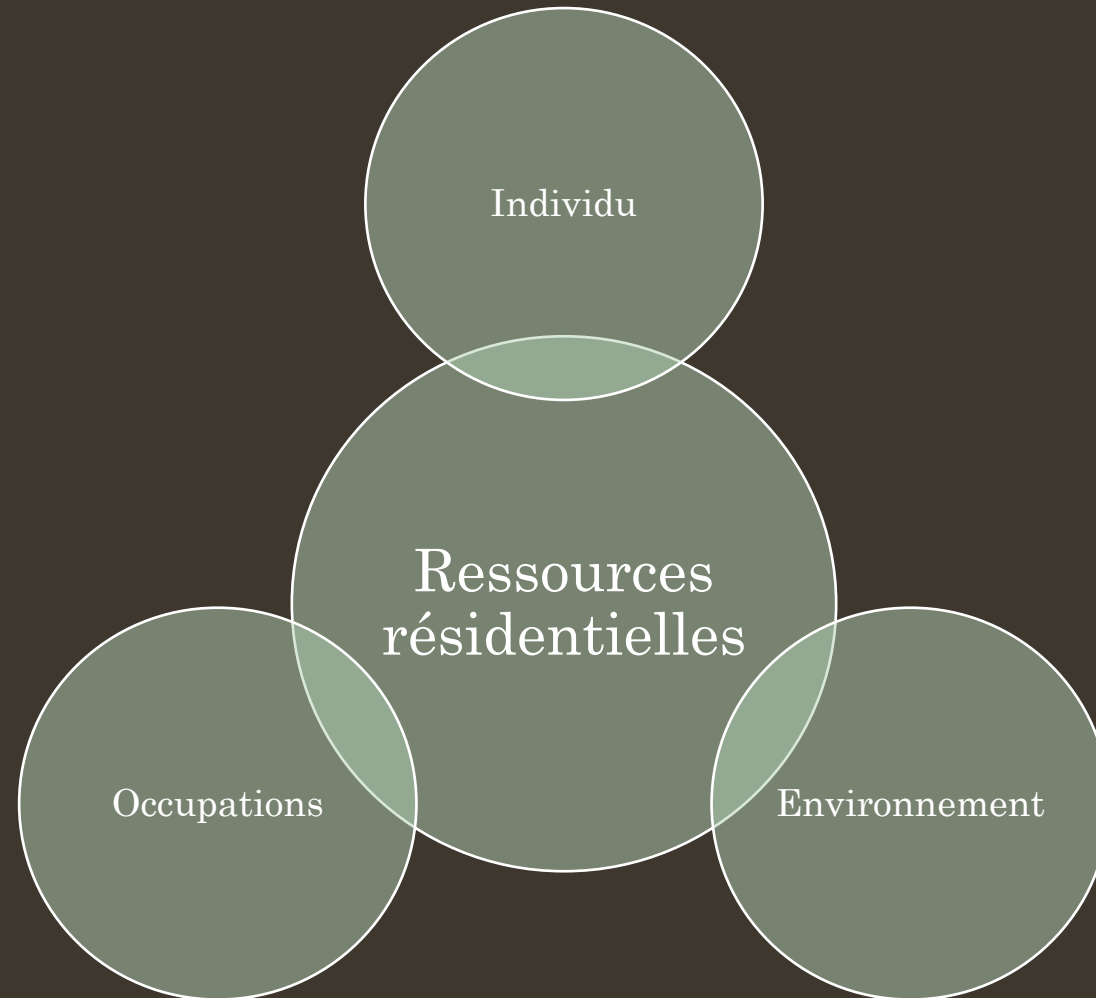 Individu
Ressources
résidentielles
Occupations
Environnement